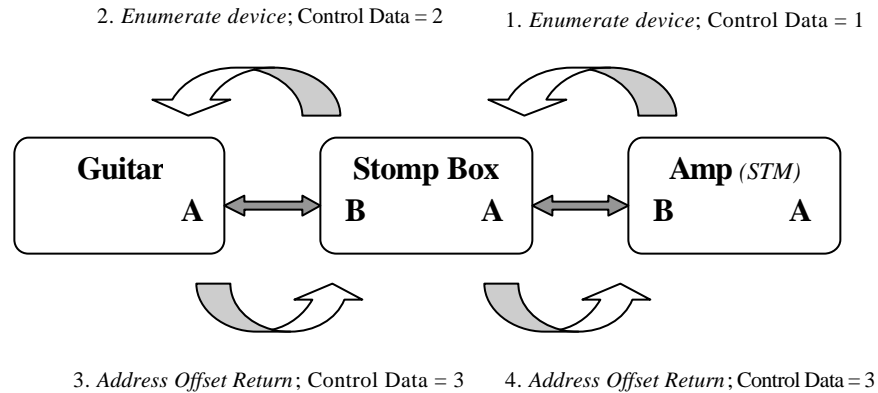 2. Enumerate device; Control Data = 2
1. Enumerate device; Control Data = 1
Guitar
Stomp Box
Amp (STM)
A
B
A
B
A
3. Address Offset Return; Control Data = 3
4. Address Offset Return; Control Data = 3